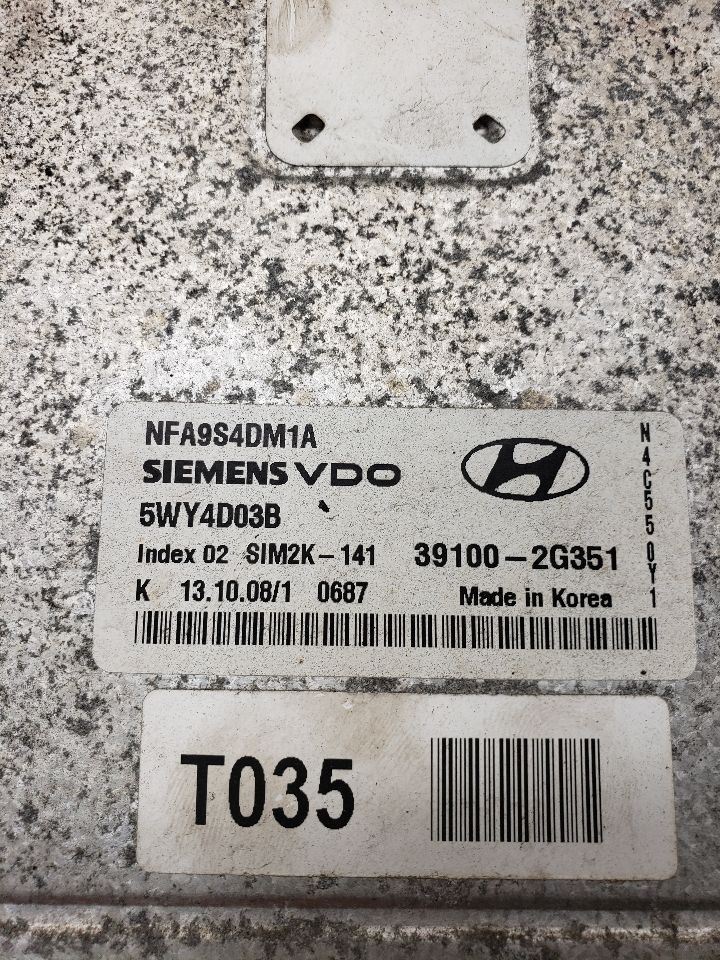 NFA9S4DM1A
SIEMENS VDO
5WY4D03B
Index 02 SIM2K-141 39100-2G351
K 13.10.08/1 0687 Made in Korea
N4C550Y1
T035